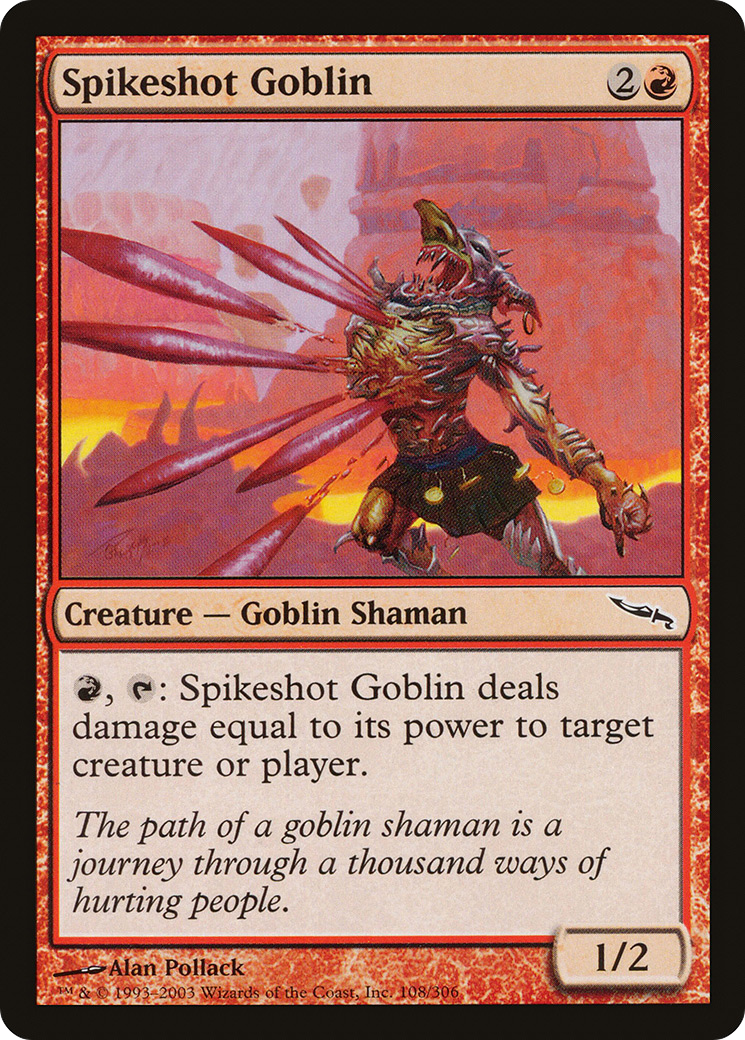 Spikeshot Goblin 2
Creature — Goblin Shaman
, : Spikeshot Goblin deals
damage equal to its power to target
creature or player.
The path of a goblin shaman is a
journey through a thousand ways of
hurting people.
1/2
Alan Pollack
™ & © 1993–2003 Wizards of the Coast, Inc. 108/306